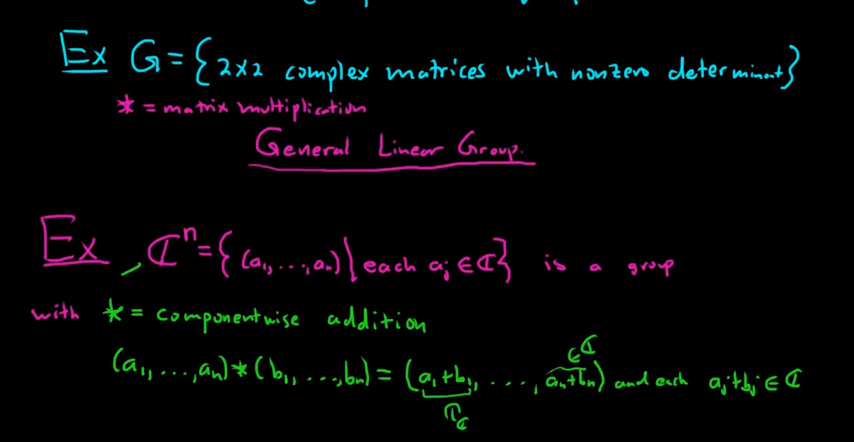 Ex G = {2x2 complex matrices with nonzero determinat}
* = matrix multiplication
General Linear Group.
Ex , ℂⁿ = {(a₁, ..., aₙ) | each aⱼ ∈ ℂ} is a group
with * = componentwise addition
∈ℂ
(a₁, ..., aₙ) * (b₁, ..., bₙ) = (a₁+b₁, ..., aₙ+bₙ) and each aⱼ+bⱼ ∈ ℂ
ℂ